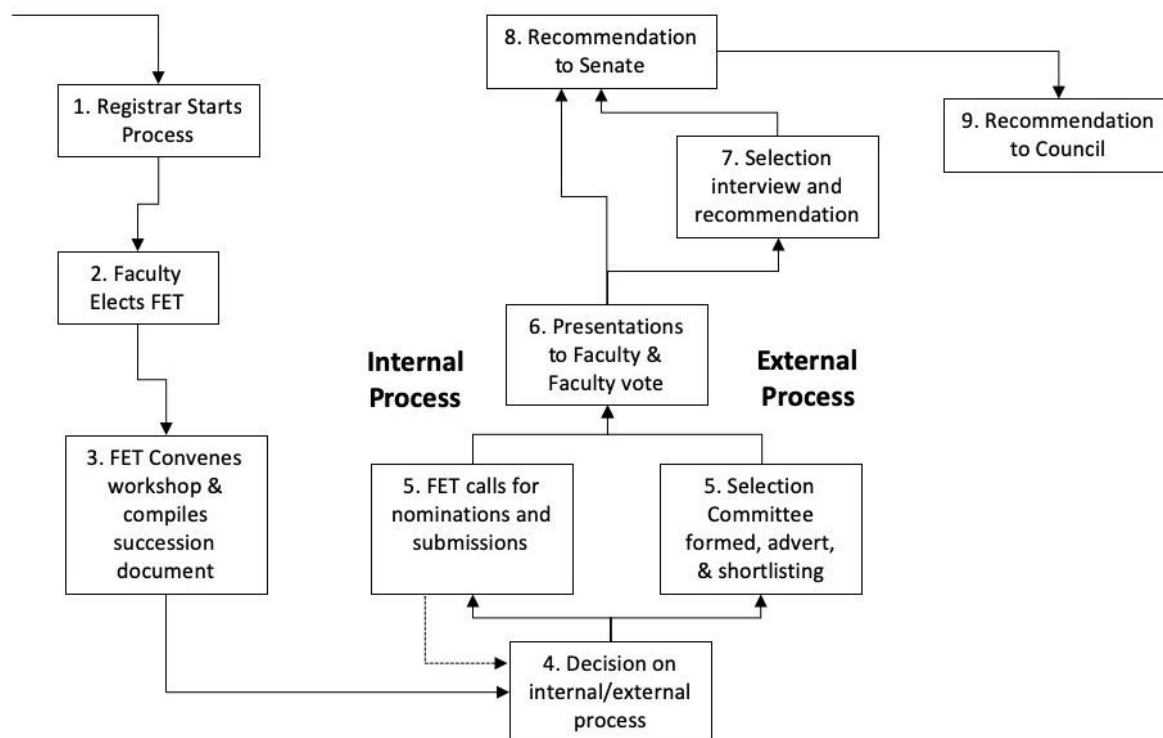 1. Registrar Starts
Process
2. Faculty
Elects FET
3. FET Convenes
workshop &
compiles
succession
document
4. Decision on
internal/external
process
Internal
Process
5. FET calls for
nominations and
submissions
External
Process
5. Selection
Committee
formed, advert,
& shortlisting
6. Presentations
to Faculty &
Faculty vote
7. Selection
interview and
recommendation
8. Recommendation
to Senate
9. Recommendation
to Council